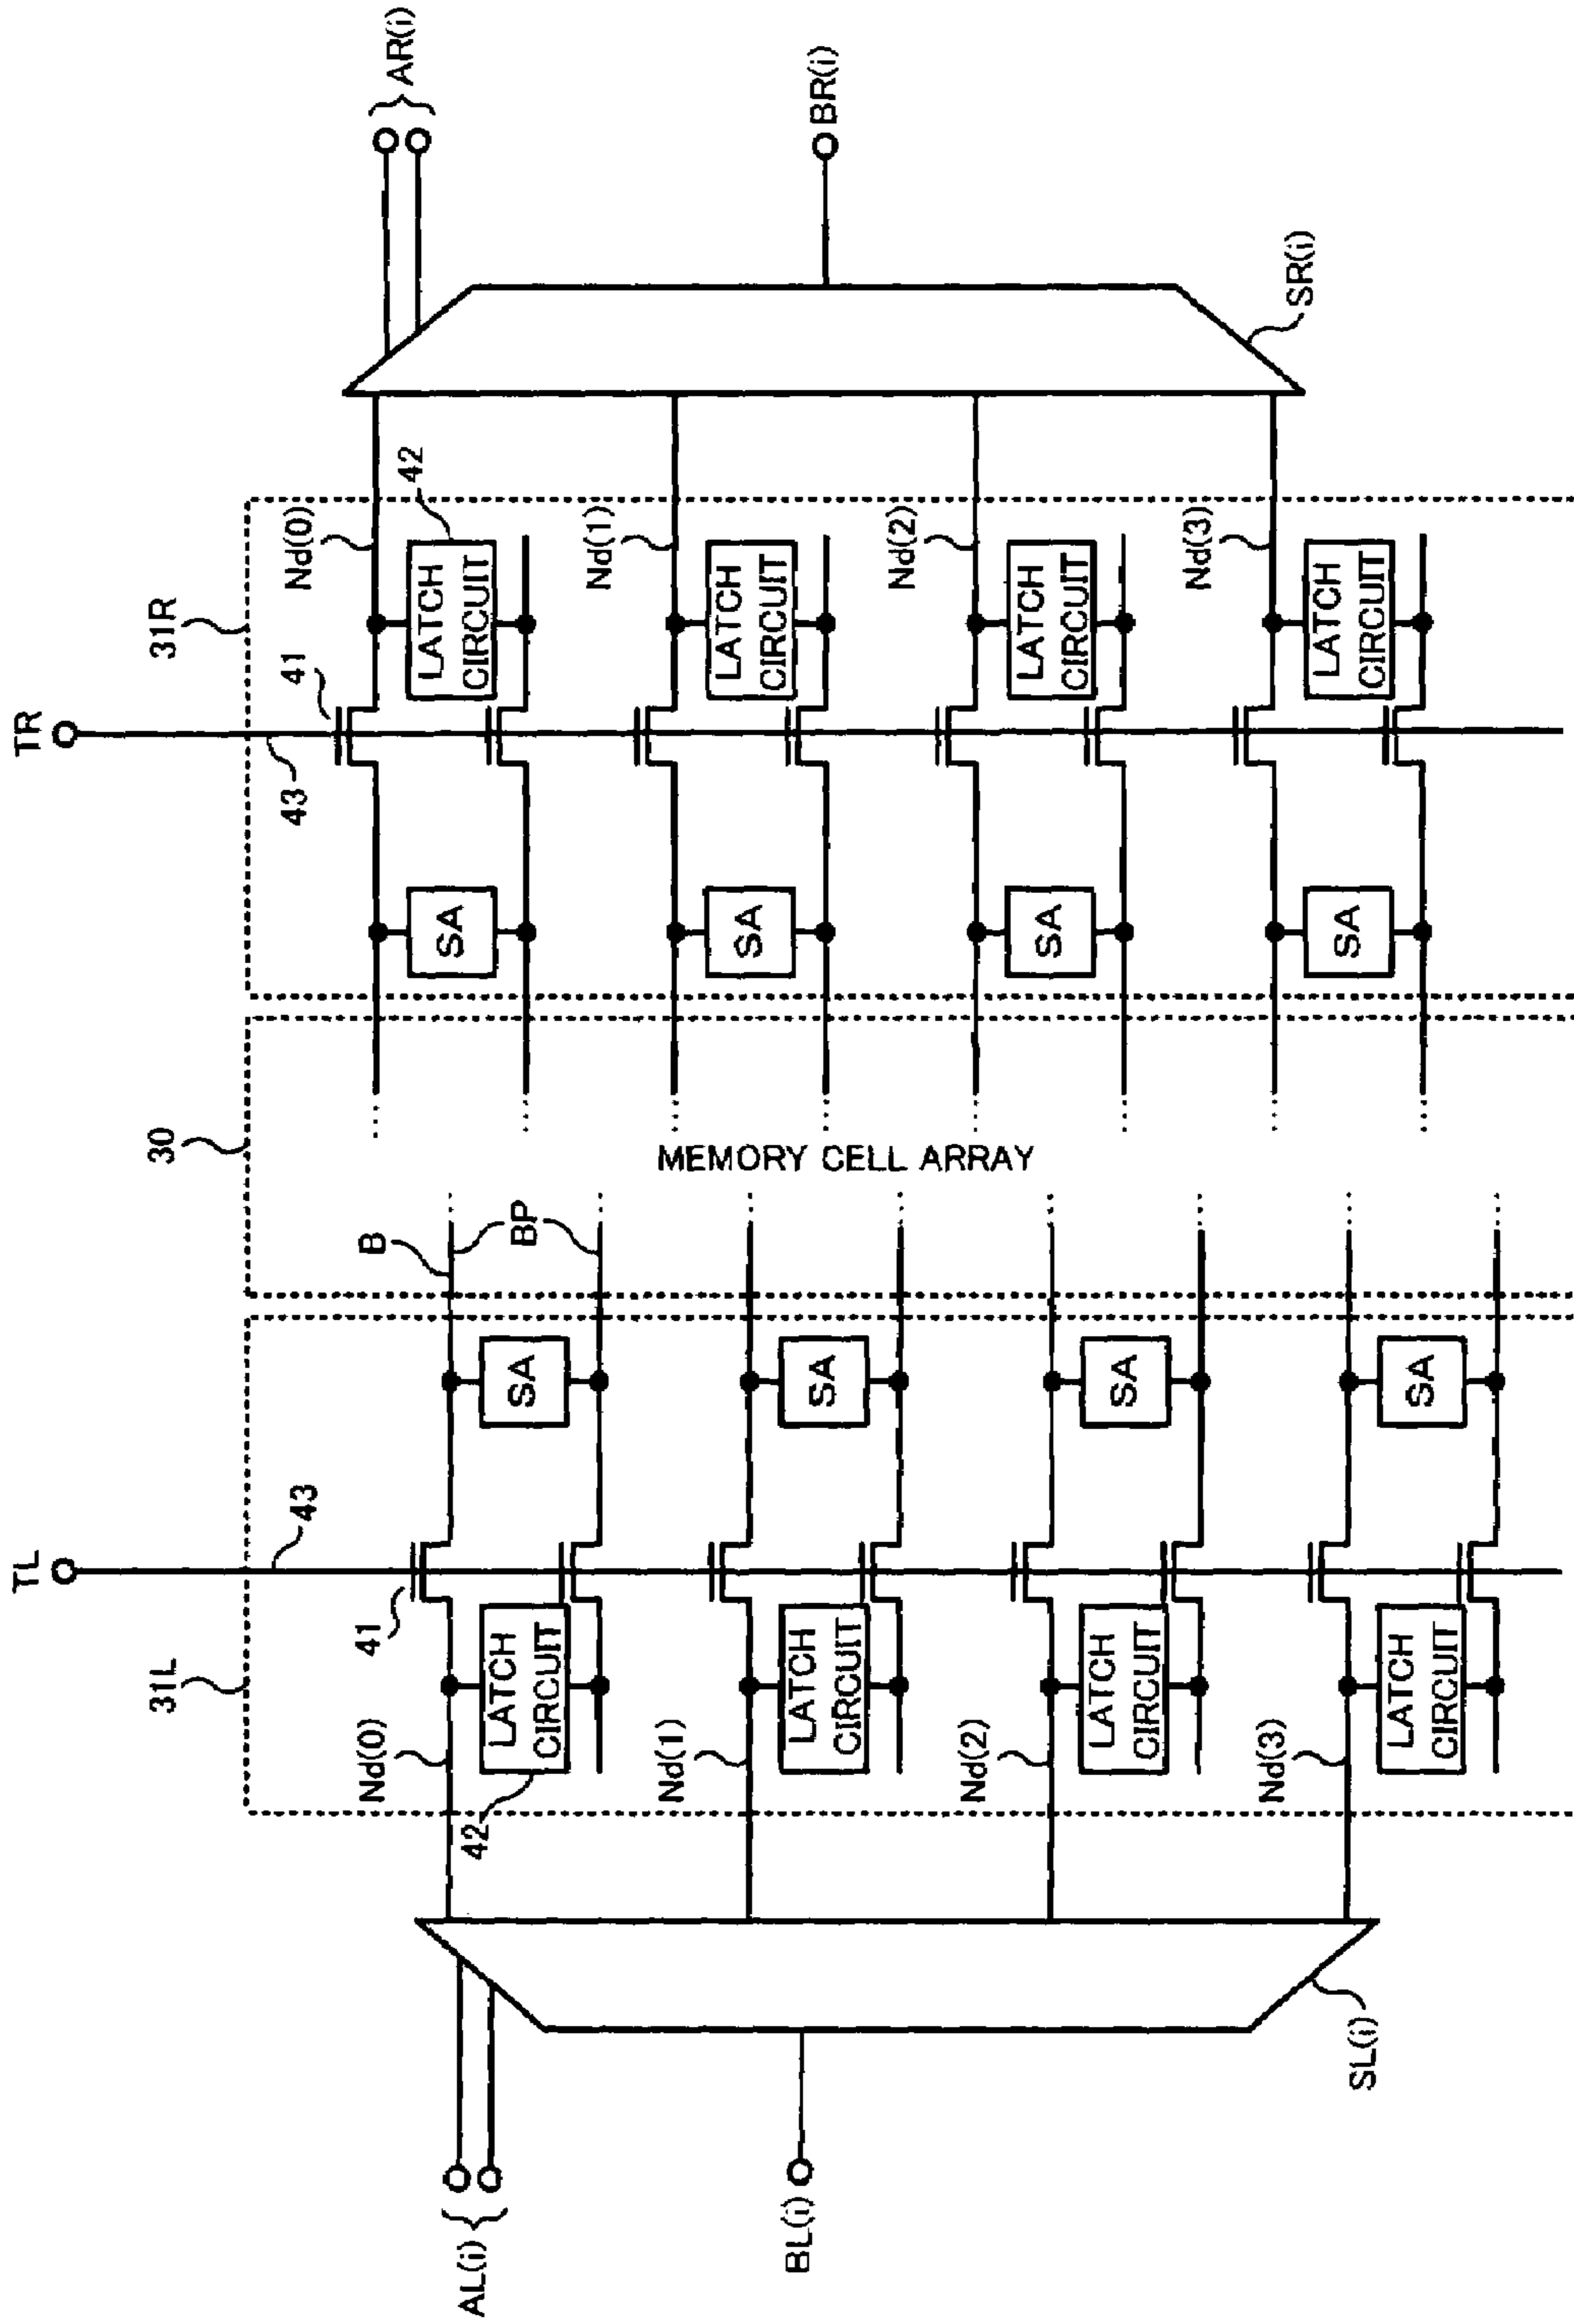 TL
TR
31L
30
31R
43
43
41
41
B
BP
AL(i)
AR(i)
Nd(0)
Nd(0)
42
42
LATCH
CIRCUIT
SA
SA
LATCH
CIRCUIT
Nd(1)
Nd(1)
LATCH
CIRCUIT
SA
SA
LATCH
CIRCUIT
MEMORY CELL ARRAY
BL(i)
BR(i)
Nd(2)
Nd(2)
LATCH
CIRCUIT
SA
SA
LATCH
CIRCUIT
Nd(3)
Nd(3)
LATCH
CIRCUIT
SA
SA
LATCH
CIRCUIT
SL(i)
SR(i)